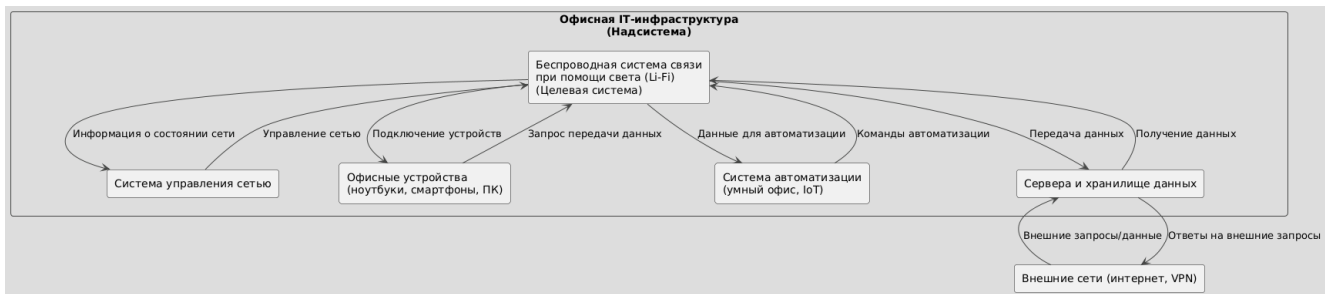 Офисная IT-инфраструктура
(Надсистема)
Беспроводная система связи
при помощи света (Li-Fi)
(Целевая система)
Информация о состоянии сети
Управление сетью
Подключение устройств
Запрос передачи данных
Данные для автоматизации
Команды автоматизации
Передача данных
Получение данных
Система управления сетью
Офисные устройства
(ноутбуки, смартфоны, ПК)
Система автоматизации
(умный офис, IoT)
Сервера и хранилище данных
Внешние запросы/данные
Ответы на внешние запросы
Внешние сети (интернет, VPN)